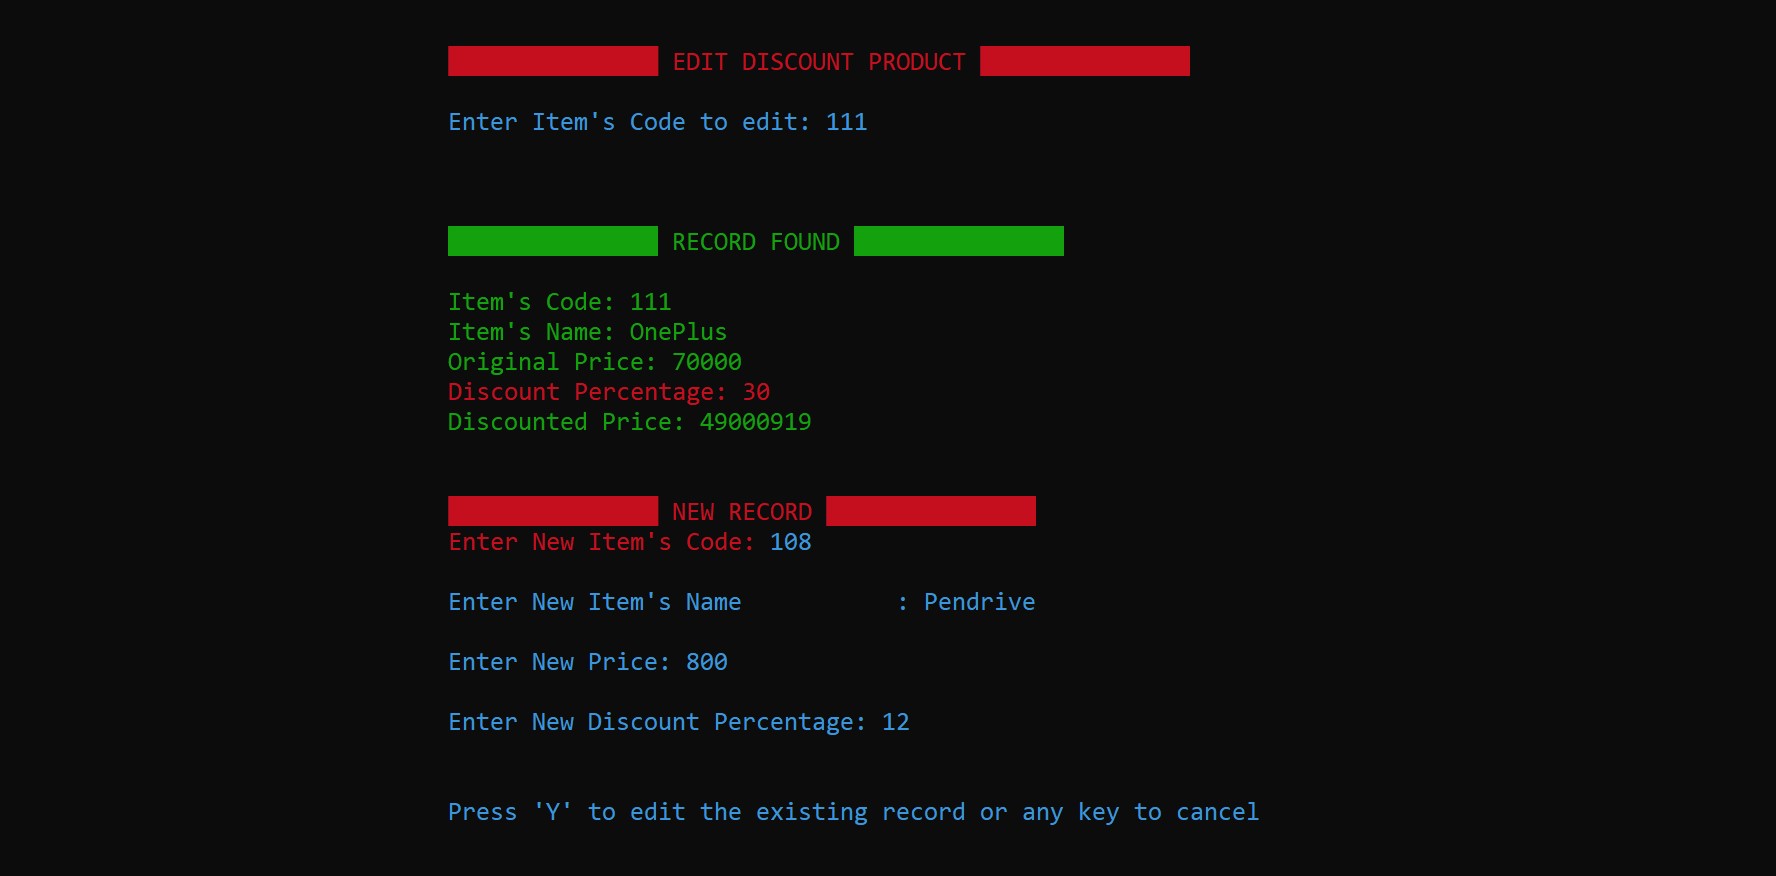 EDIT DISCOUNT PRODUCT
Enter Item's Code to edit: 111
RECORD FOUND
Item's Code: 111
Item's Name: OnePlus
Original Price: 70000
Discount Percentage: 30
Discounted Price: 49000919
NEW RECORD
Enter New Item's Code: 108
Enter New Item's Name : Pendrive
Enter New Price: 800
Enter New Discount Percentage: 12
Press 'Y' to edit the existing record or any key to cancel